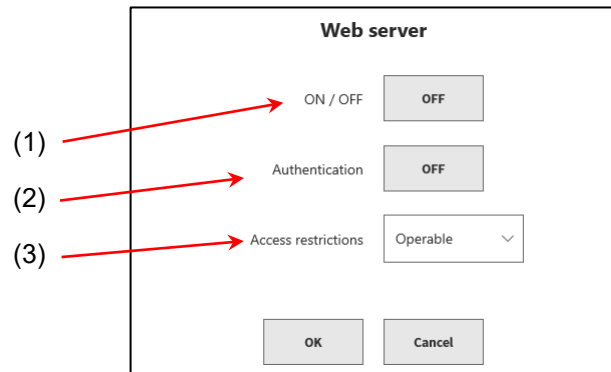 Web server
(1) ON / OFF OFF
(2) Authentication OFF
(3) Access restrictions Operable
OK Cancel